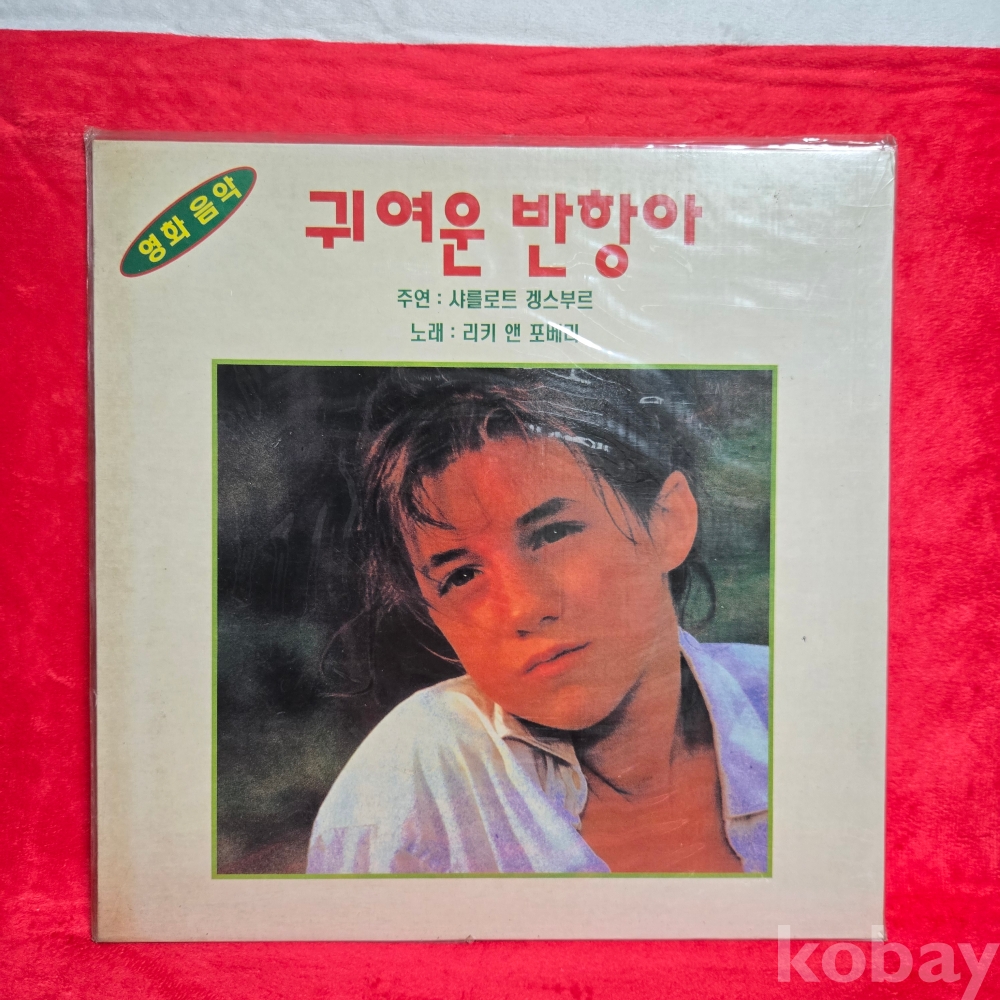 영화 음악
귀여운 반항아
주연 : 샤를로트 겡스부르
노래 : 리키 앤 포베리
kobay